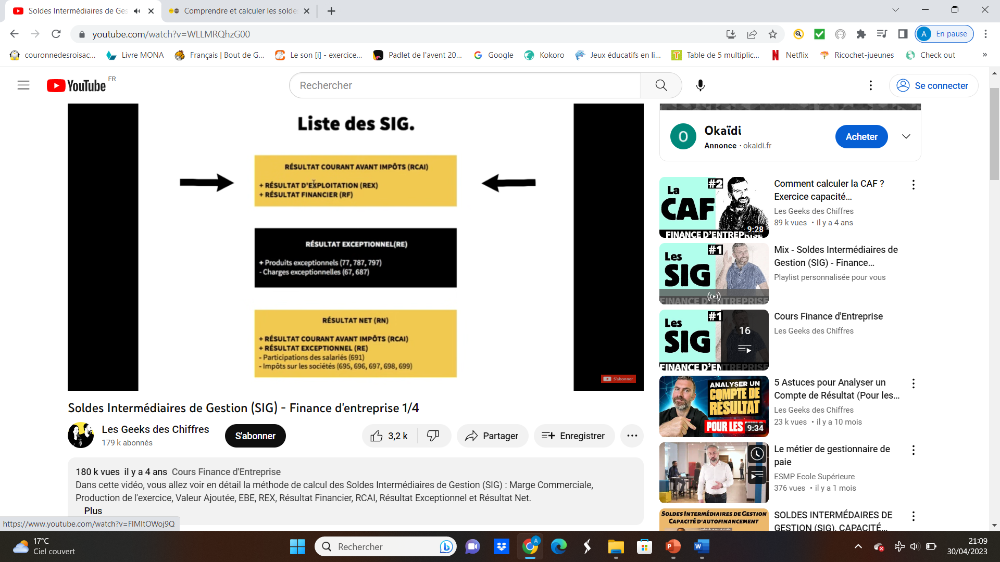 Soldes Intermédiaires de Ges
Comprendre et calculer les solde
youtube.com/watch?v=WLLMRQhzG00
A En pause
couronnedesroisac...
Livre MONA
Français | Bout de G...
Le son [i] - exercice...
Padlet de l'avent 20...
Google
Kokoro
Jeux éducatifs en li...
Table de 5 multiplic...
Netflix
Ricochet-jueunes
Check out
»
YouTube FR
Rechercher
Se connecter
Liste des SIG.
RÉSULTAT COURANT AVANT IMPÔTS (RCAI)
+ RÉSULTAT D'EXPLOITATION (REX)
+ RÉSULTAT FINANCIER (RF)
RÉSULTAT EXCEPTIONNEL(RE)
+ Produits exceptionnels (77, 787, 797)
- Charges exceptionnelles (67, 687)
RÉSULTAT NET (RN)
+ RÉSULTAT COURANT AVANT IMPÔTS (RCAI)
+ RÉSULTAT EXCEPTIONNEL (RE)
- Participations des salariés (691)
- Impôts sur les sociétés (695, 696, 697, 698, 699)
S'abonner
Soldes Intermédiaires de Gestion (SIG) - Finance d'entreprise 1/4
Les Geeks des Chiffres
179 k abonnés
S'abonner
3,2 k
Partager
Enregistrer
180 k vues il y a 4 ans Cours Finance d'Entreprise
Dans cette vidéo, vous allez voir en détail la méthode de calcul des Soldes Intermédiaires de Gestion (SIG) : Marge Commerciale,
Production de l'exercice, Valeur Ajoutée, EBE, REX, Résultat Financier, RCAI, Résultat Exceptionnel et Résultat Net.
Plus
https://www.youtube.com/watch?v=FIMItOWoj9Q
O
Okaïdi
Annonce · okaidi.fr
Acheter
La #2
CAF
9:28
FINANCE D'ENTREPRISE
Comment calculer la CAF ?
Exercice capacité...
Les Geeks des Chiffres
89 k vues • il y a 4 ans
Les #1
SIG
FINANCE D'ENTREPRISE
Mix - Soldes Intermédiaires de
Gestion (SIG) - Finance...
Playlist personnalisée pour vous
Les #1
SIG
16
FINANCE D'ENTREPRISE
Cours Finance d'Entreprise
Les Geeks des Chiffres
ANALYSER UN
COMPTE DE
RÉSULTAT
POUR LES
9:34
5 Astuces pour Analyser un
Compte de Résultat (Pour les...
Les Geeks des Chiffres
23 k vues • il y a 10 mois
Le métier de gestionnaire de
paie
ESMP Ecole Supérieure
376 vues • il y a 1 mois
SOLDES INTERMÉDIAIRES DE GESTION
CAPACITÉ D'AUTOFINANCEMENT
SOLDES INTERMÉDAIRES DE
GESTION (SIG), CAPACITÉ...
17°C
Ciel couvert
Rechercher
21:09
30/04/2023